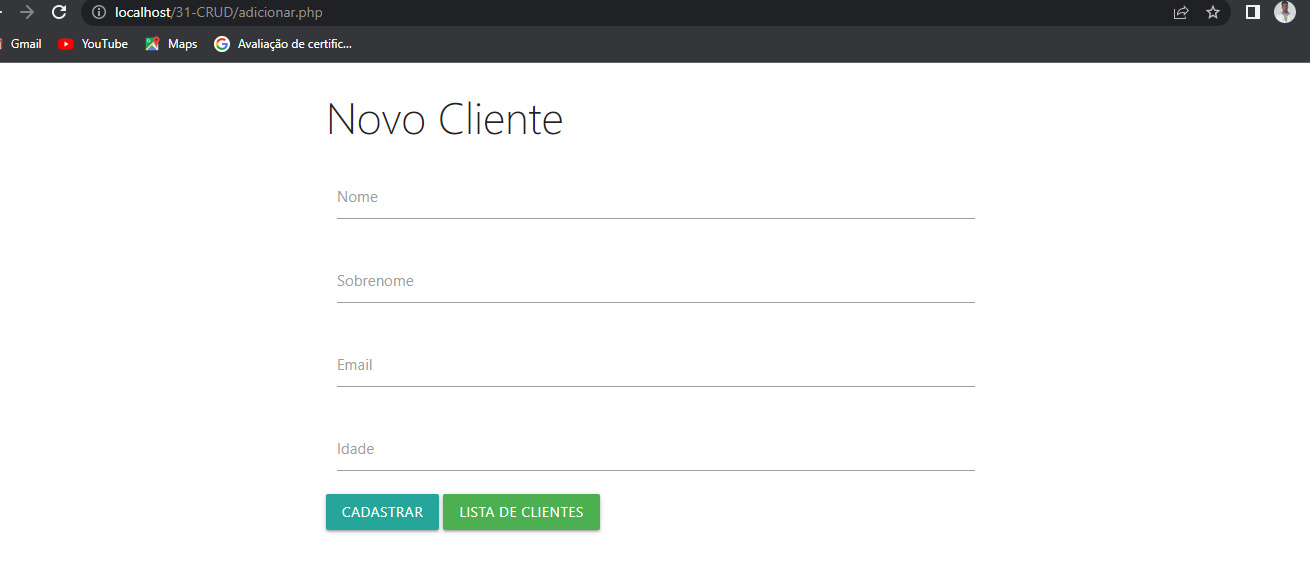 localhost/31-CRUD/adicionar.php
Gmail YouTube Maps Avaliação de certific...
Novo Cliente
Nome
Sobrenome
Email
Idade
CADASTRAR LISTA DE CLIENTES